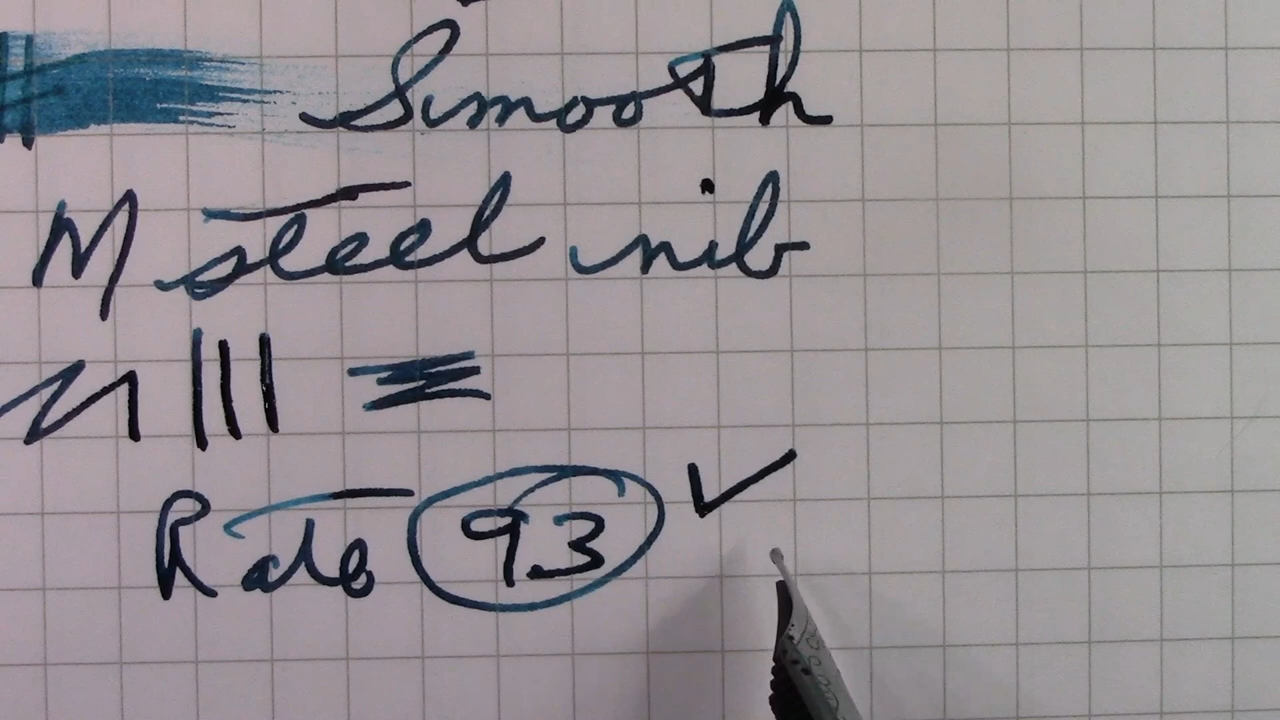 Smooth
M steel nib
Rate 93 ✓